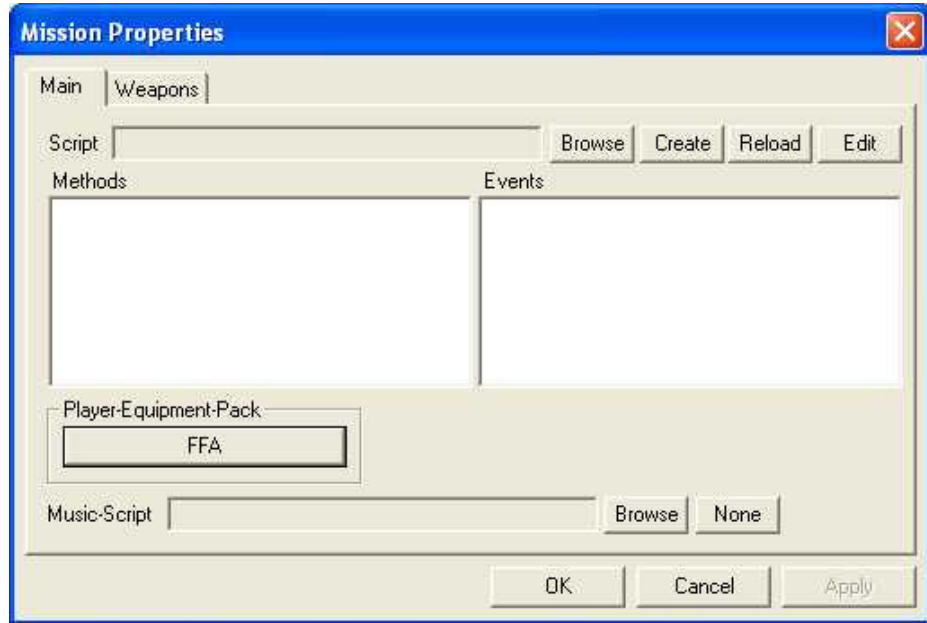 Mission Properties
Main Weapons
Script Browse Create Reload Edit
Methods Events
Player-Equipment-Pack
FFA
Music-Script Browse None
OK Cancel Apply